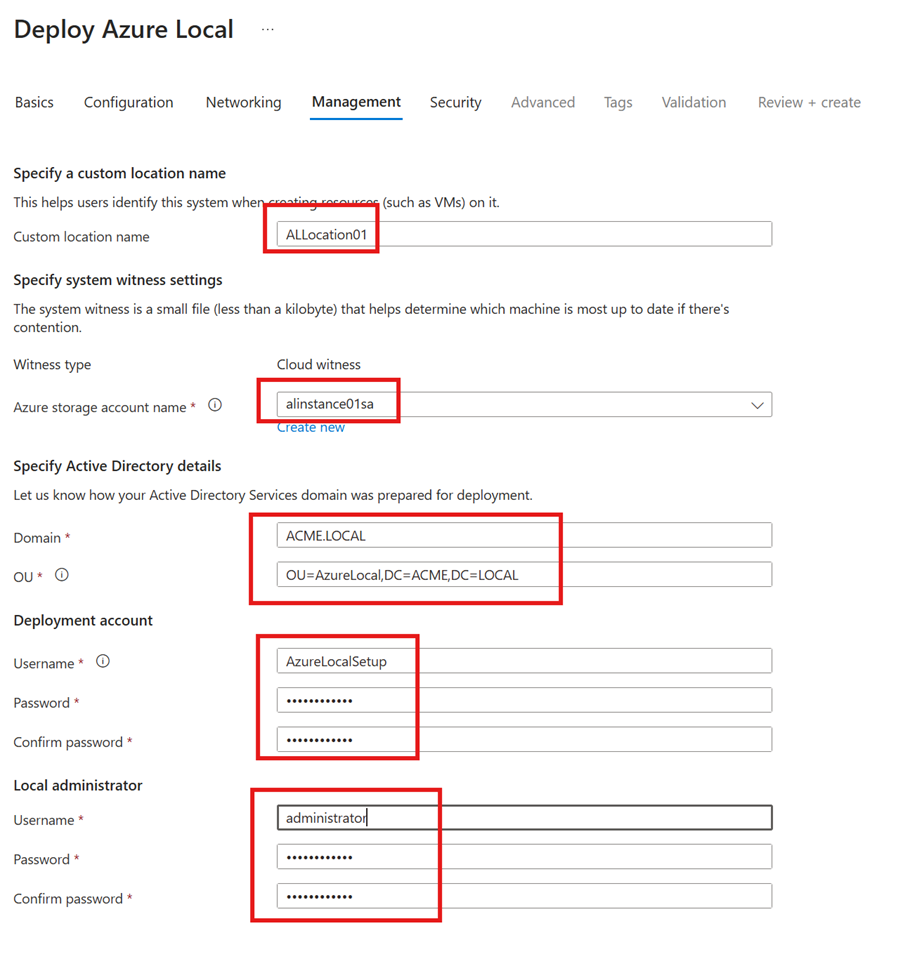 Deploy Azure Local ...
Basics Configuration Networking Management Security Advanced Tags Validation Review + create
Specify a custom location name
This helps users identify this system when creating resources (such as VMs) on it.
Custom location name ALLocation01
Specify system witness settings
The system witness is a small file (less than a kilobyte) that helps determine which machine is most up to date if there's
contention.
Witness type Cloud witness
Azure storage account name * alinstance01sa
Create new
Specify Active Directory details
Let us know how your Active Directory Services domain was prepared for deployment.
Domain * ACME.LOCAL
OU * OU=AzureLocal,DC=ACME,DC=LOCAL
Deployment account
Username * AzureLocalSetup
Password * ••••••••••••
Confirm password * ••••••••••••
Local administrator
Username * administrator
Password * ••••••••••••
Confirm password * ••••••••••••